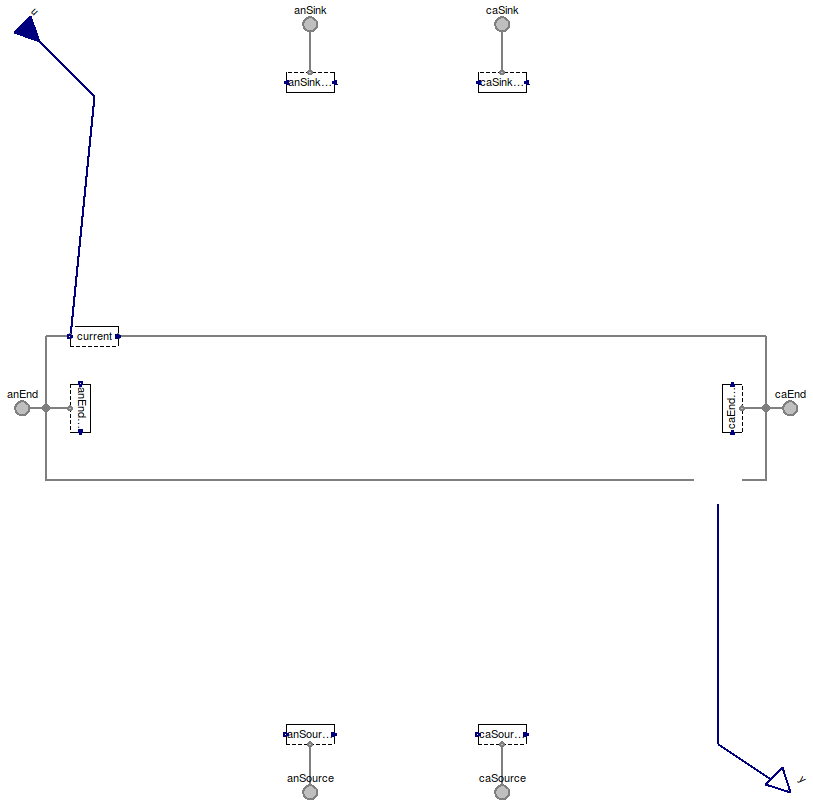 u
anSink
caSink
anSink...
caSink...
current
anEnd
anEnd...
caEnd...
caEnd
anSour...
caSour...
anSource
caSource
y